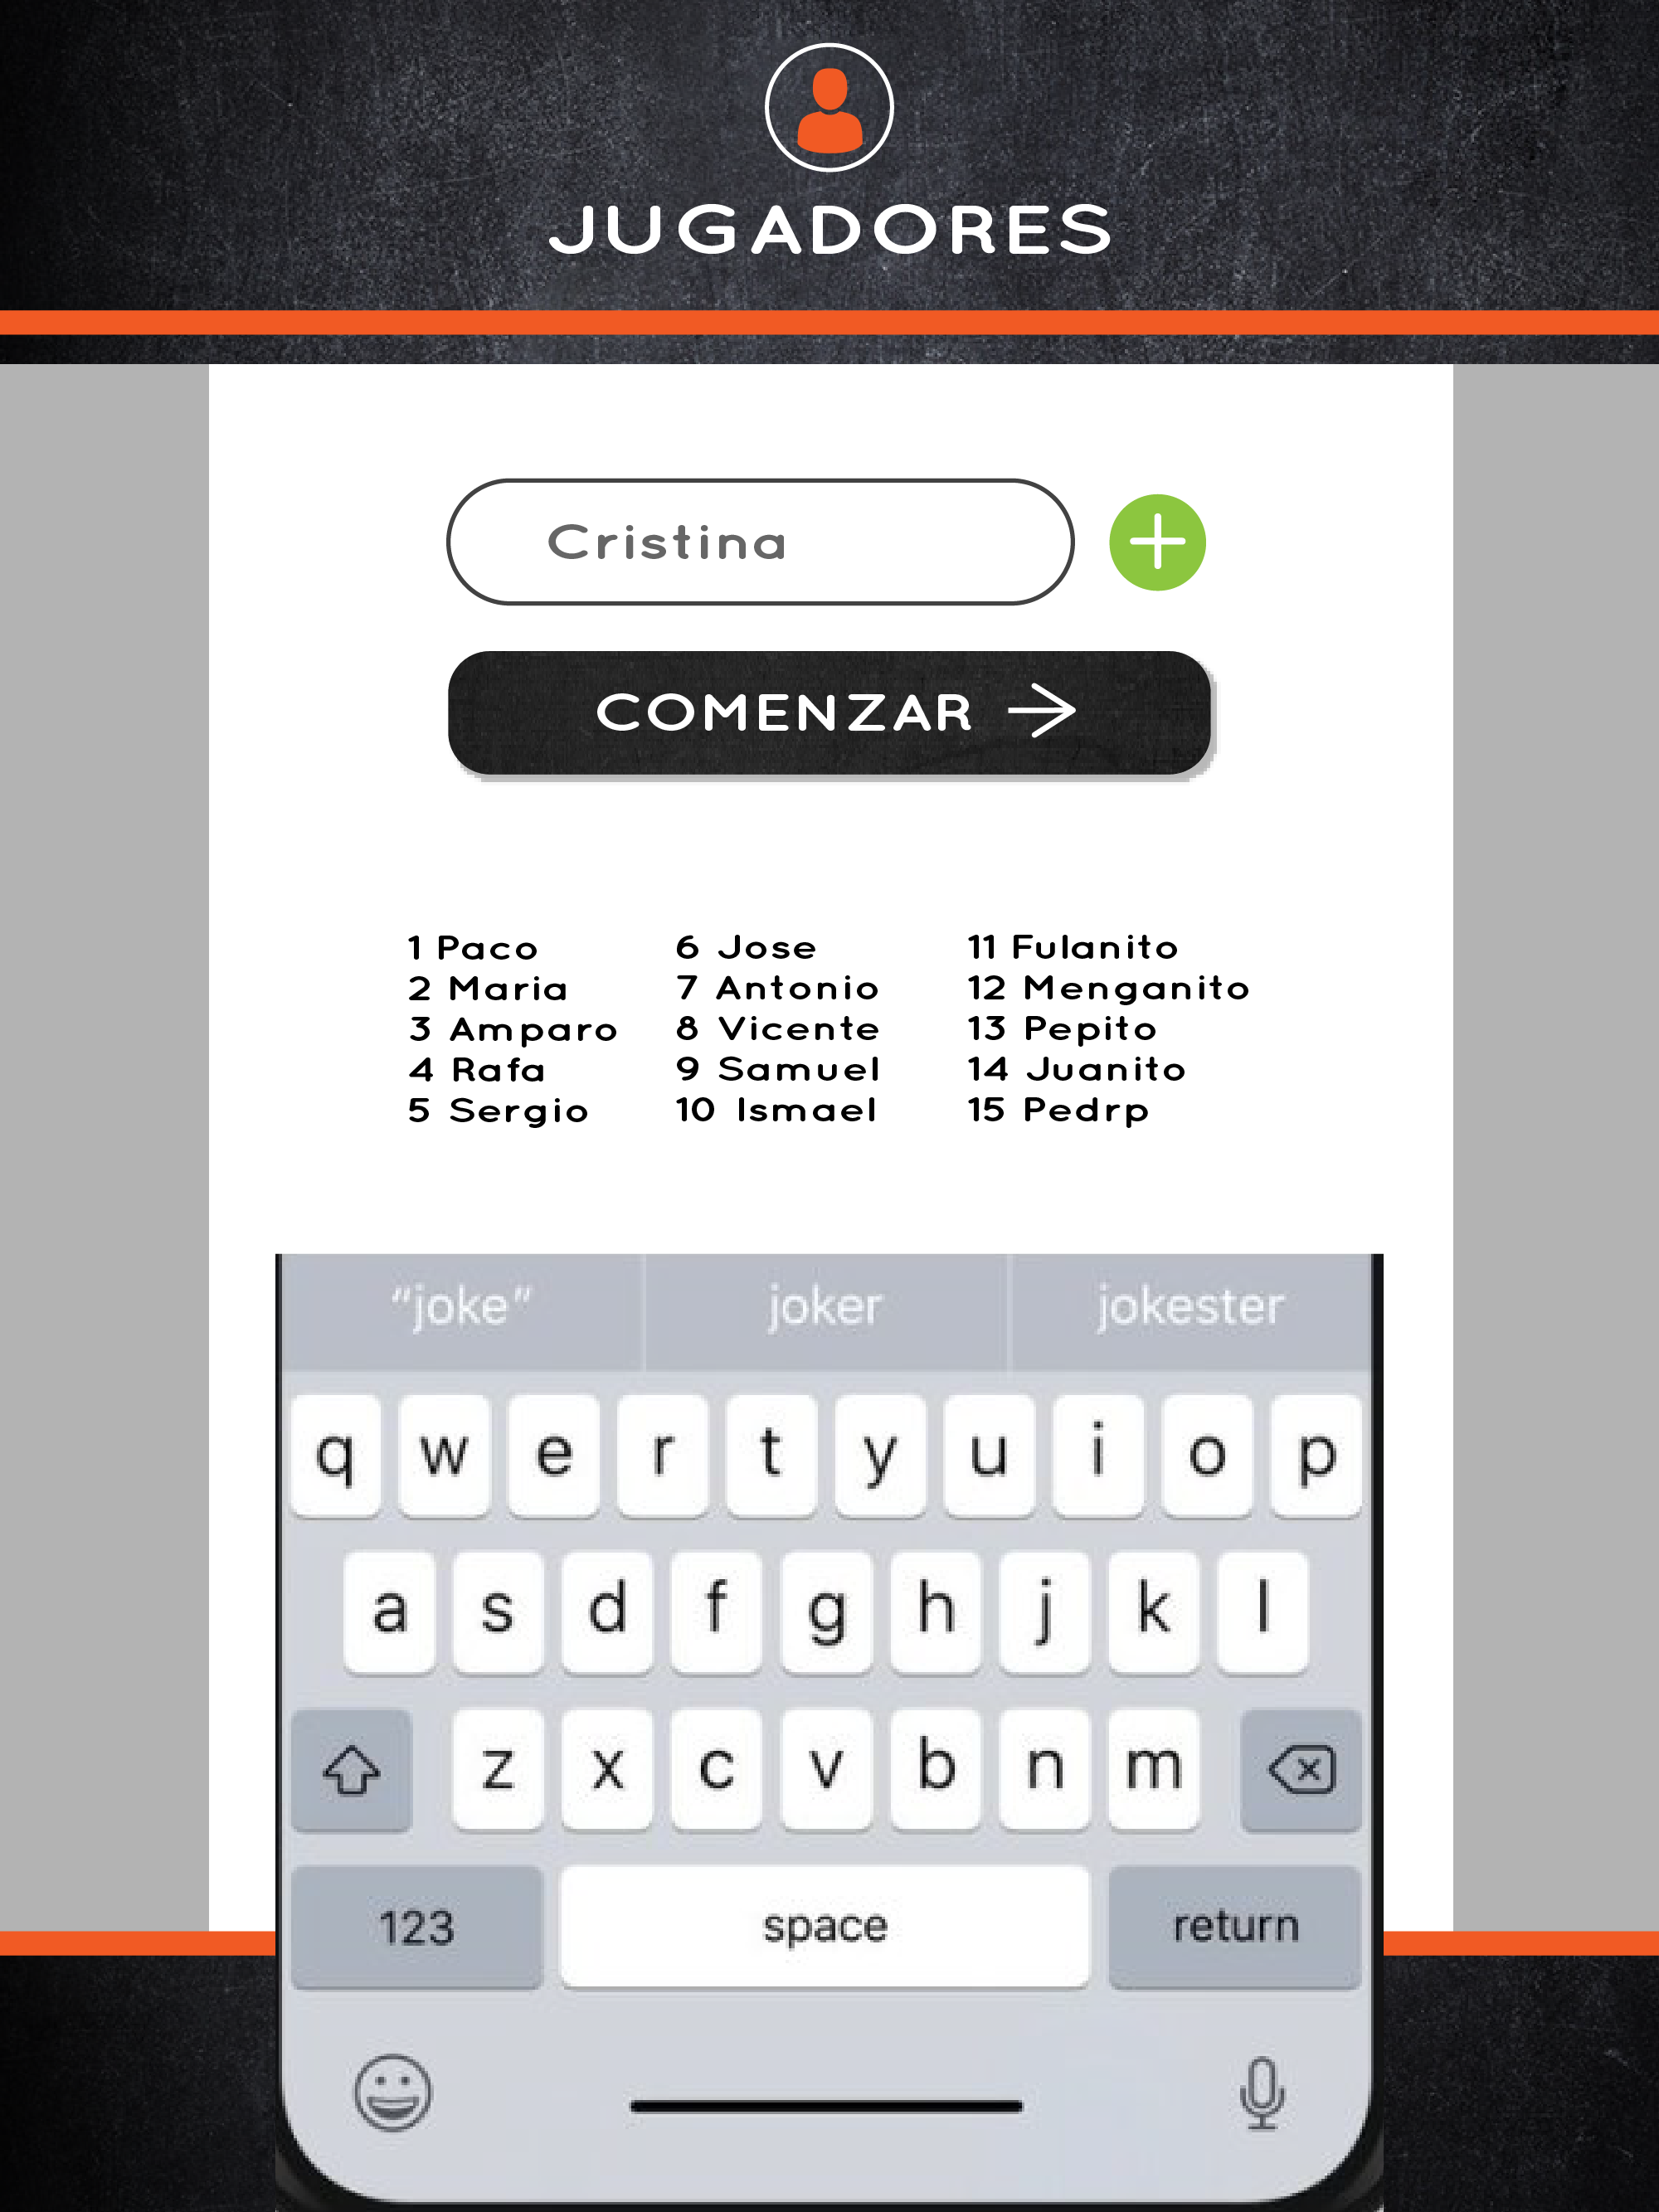 JUGADORES
Cristina
COMENZAR
1 Paco
2 Maria
3 Amparo
4 Rafa
5 Sergio
6 Jose
7 Antonio
8 Vicente
9 Samuel
10 Ismael
11 Fulanito
12 Menganito
13 Pepito
14 Juanito
15 Pedrp
"joke" joker jokester
q w e r t y u i o p
a s d f g h j k l
z x c v b n m
123 space return